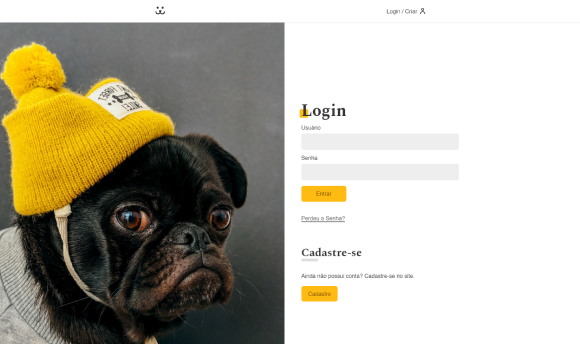 Login / Criar
Login
Usuário
Senha
Entrar
Perdeu a Senha?
Cadastre-se
Ainda não possui conta? Cadastre-se no site.
Cadastro